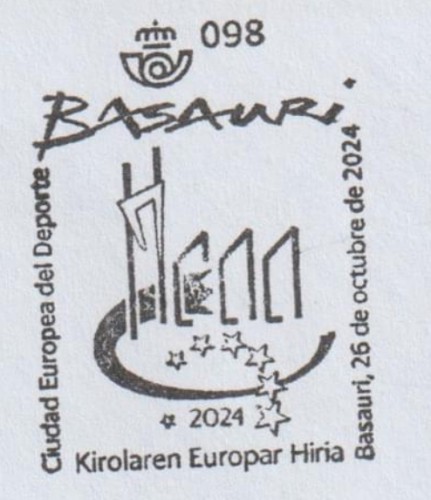 098
BASAURI
Ciudad Europea del Deporte
Basauri, 26 de octubre de 2024
2024
Kirolaren Europar Hiria